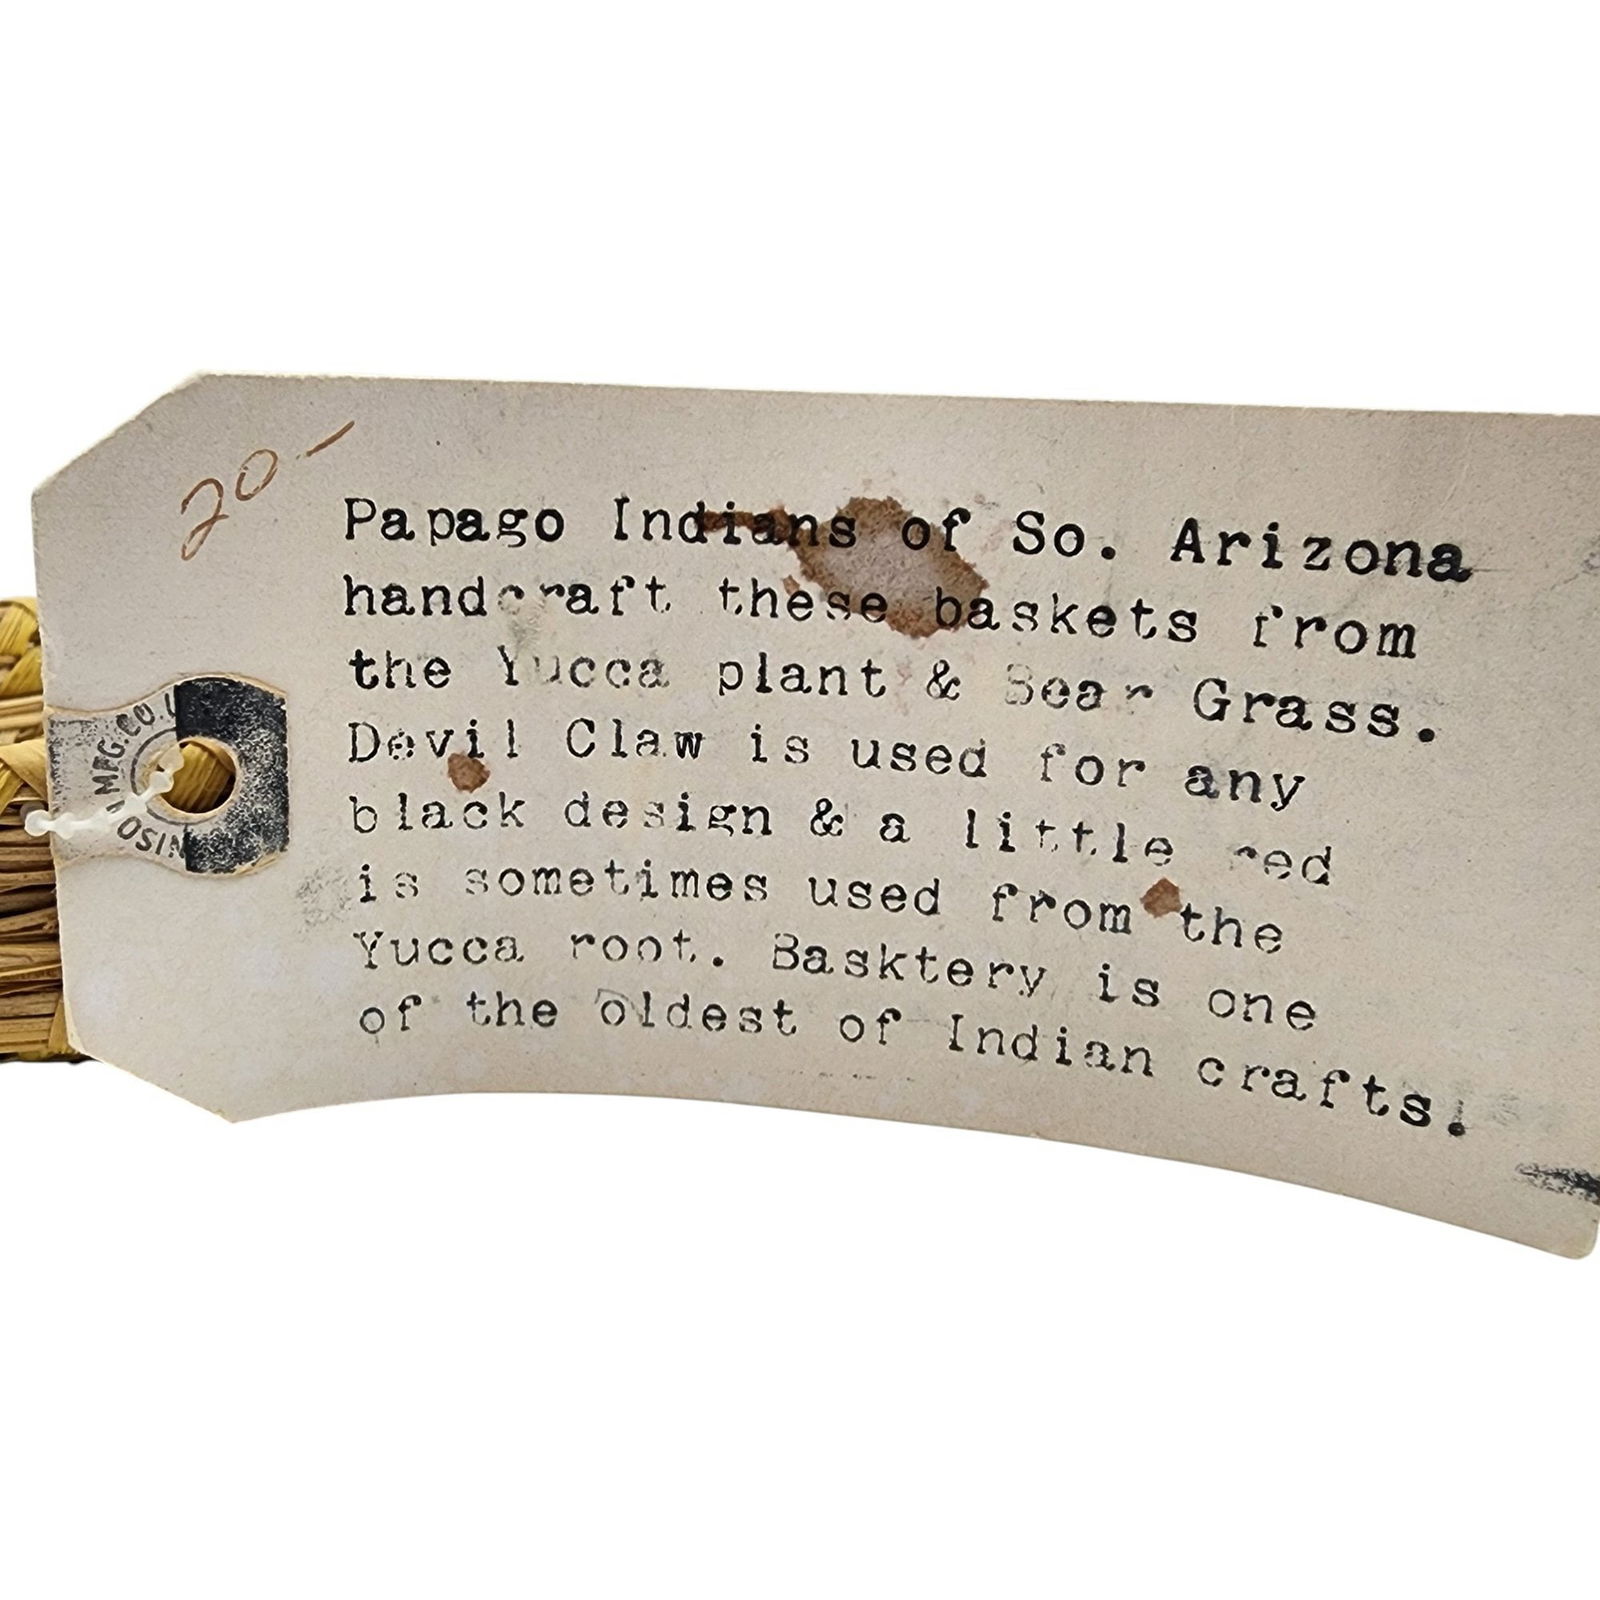 20-
Papago Indians of So. Arizona
handcraft these baskets from
the Yucca plant & Bear Grass.
Devil Claw is used for any
black design & a little red
is sometimes used from the
Yucca root. Basktery is one
of the oldest of Indian crafts.
MFG.CO.